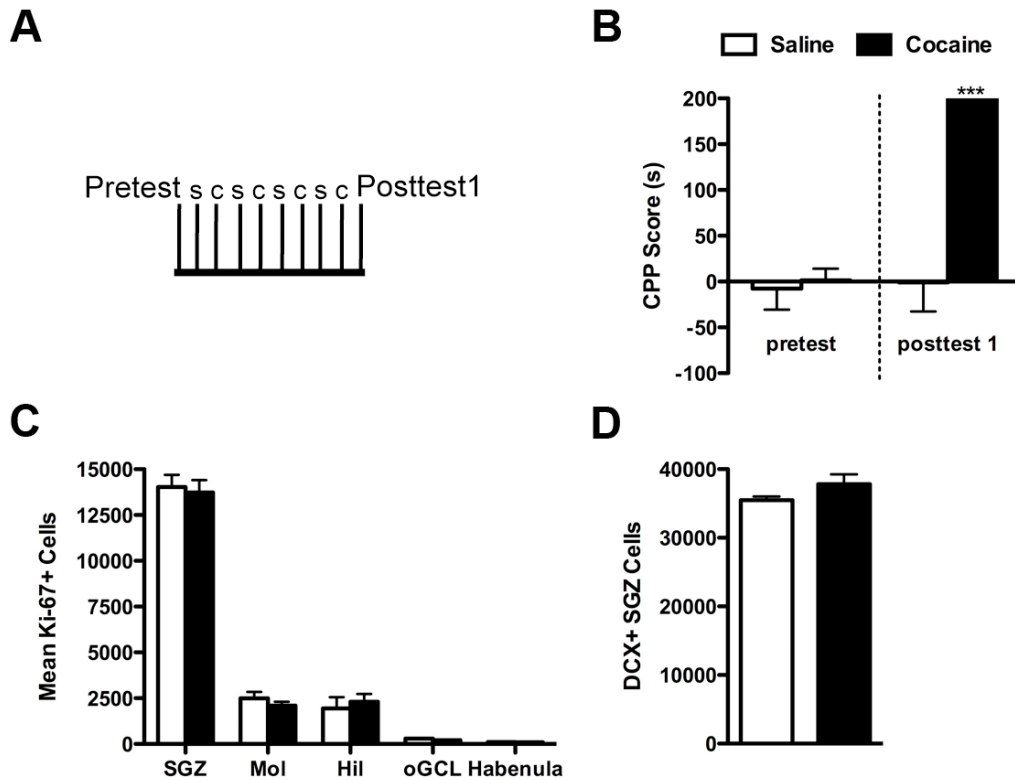 A
Pretest s c s c s c s c Posttest1
B
Saline Cocaine
CPP Score (s)
200
150
100
50
0
-50
-100
***
pretest posttest 1
C
Mean Ki-67+ Cells
15000
12500
10000
7500
5000
2500
0
SGZ Mol Hil oGCL Habenula
D
DCX+ SGZ Cells
40000
30000
20000
10000
0